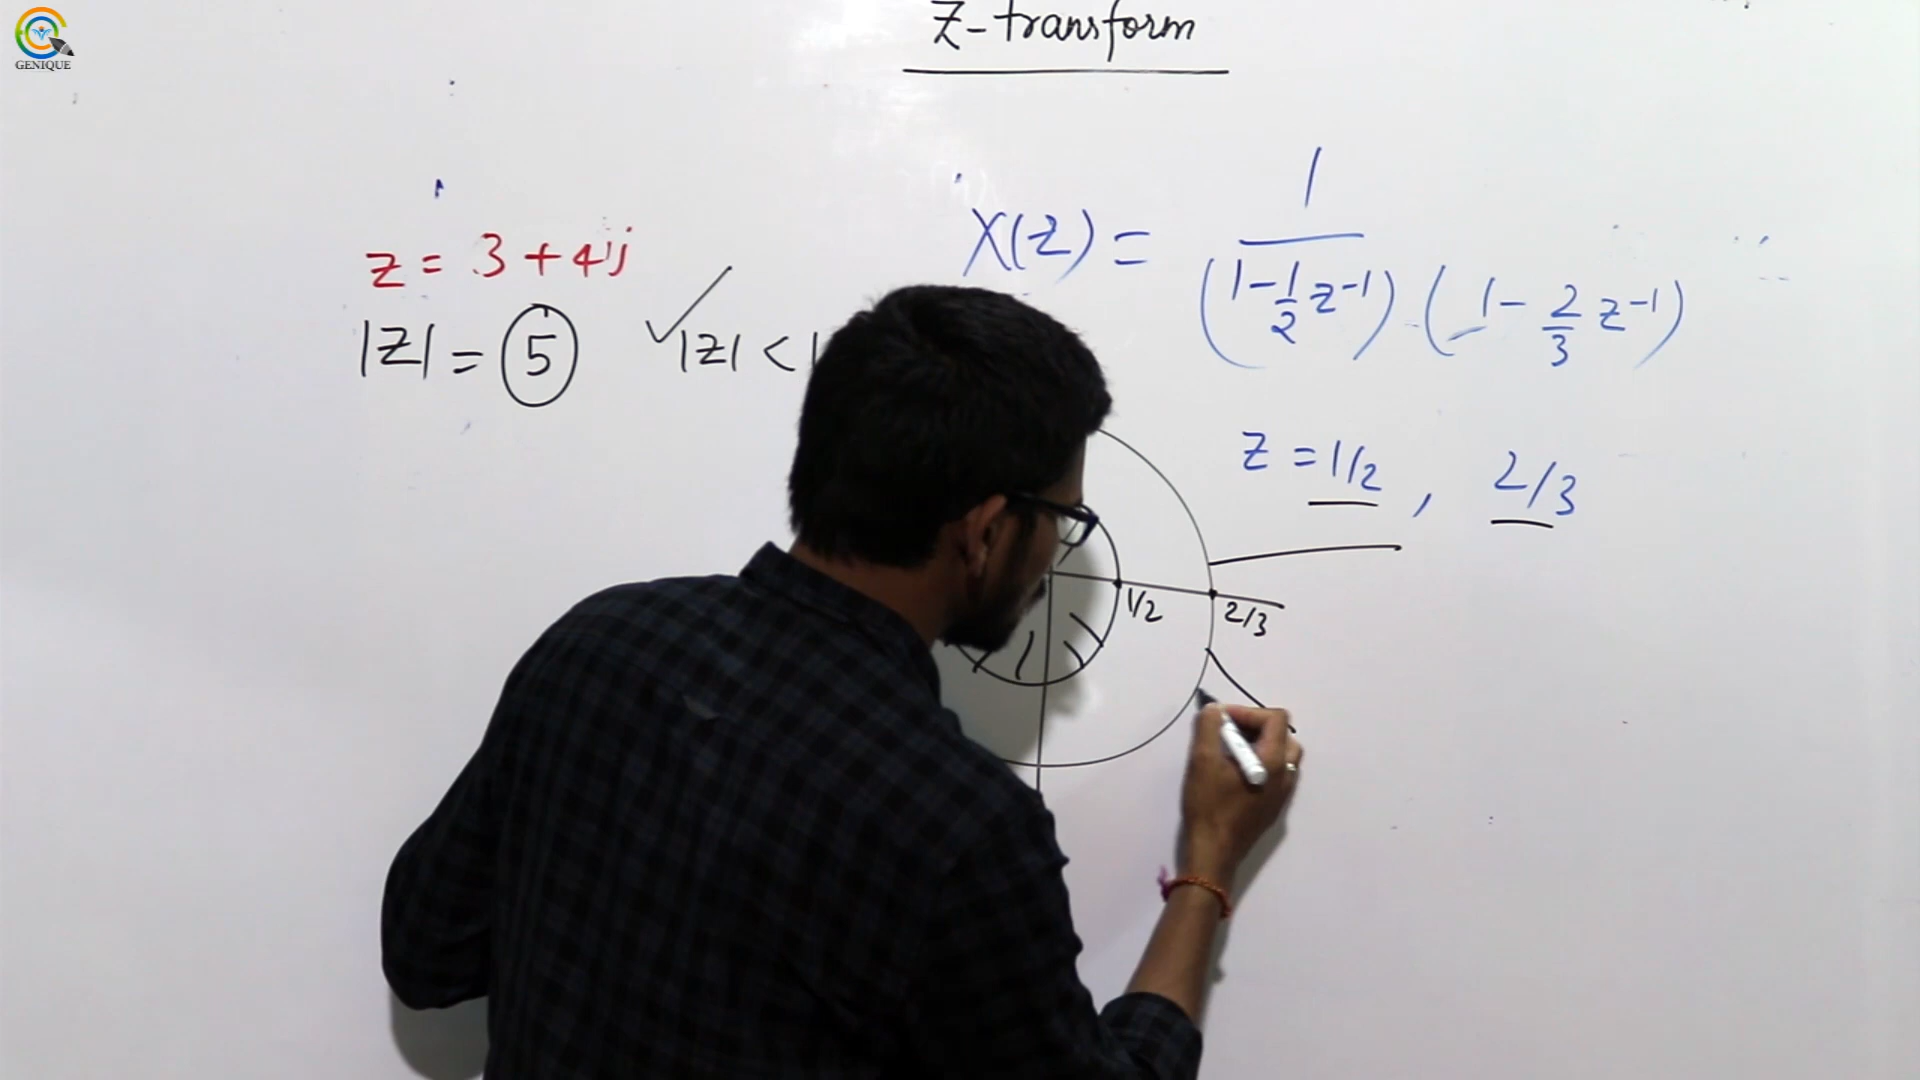 GENIQUE
Z-transform
X(z) = 1 / (1 - 1/2 z⁻¹) · (1 - 2/3 z⁻¹)
z = 3 + 4j
|z| = 5 ✓|z| <
z = 1/2 , 2/3
1/2 2/3